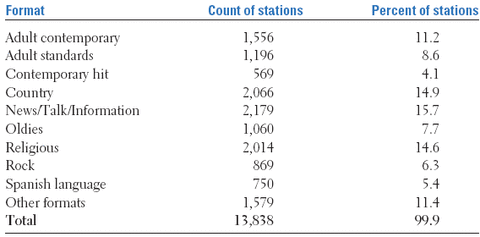 Format Count of stations Percent of stations
Adult contemporary 1,556 11.2
Adult standards 1,196 8.6
Contemporary hit 569 4.1
Country 2,066 14.9
News/Talk/Information 2,179 15.7
Oldies 1,060 7.7
Religious 2,014 14.6
Rock 869 6.3
Spanish language 750 5.4
Other formats 1,579 11.4
Total 13,838 99.9